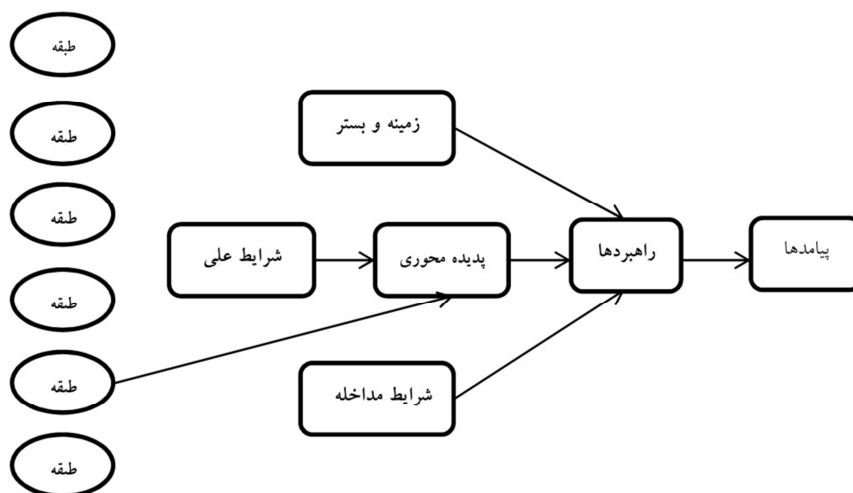 طبقه
طبقه
طبقه
طبقه
طبقه
طبقه
زمینه و بستر
شرایط علی
پدیده محوری
راهبردها
پیامدها
شرایط مداخله